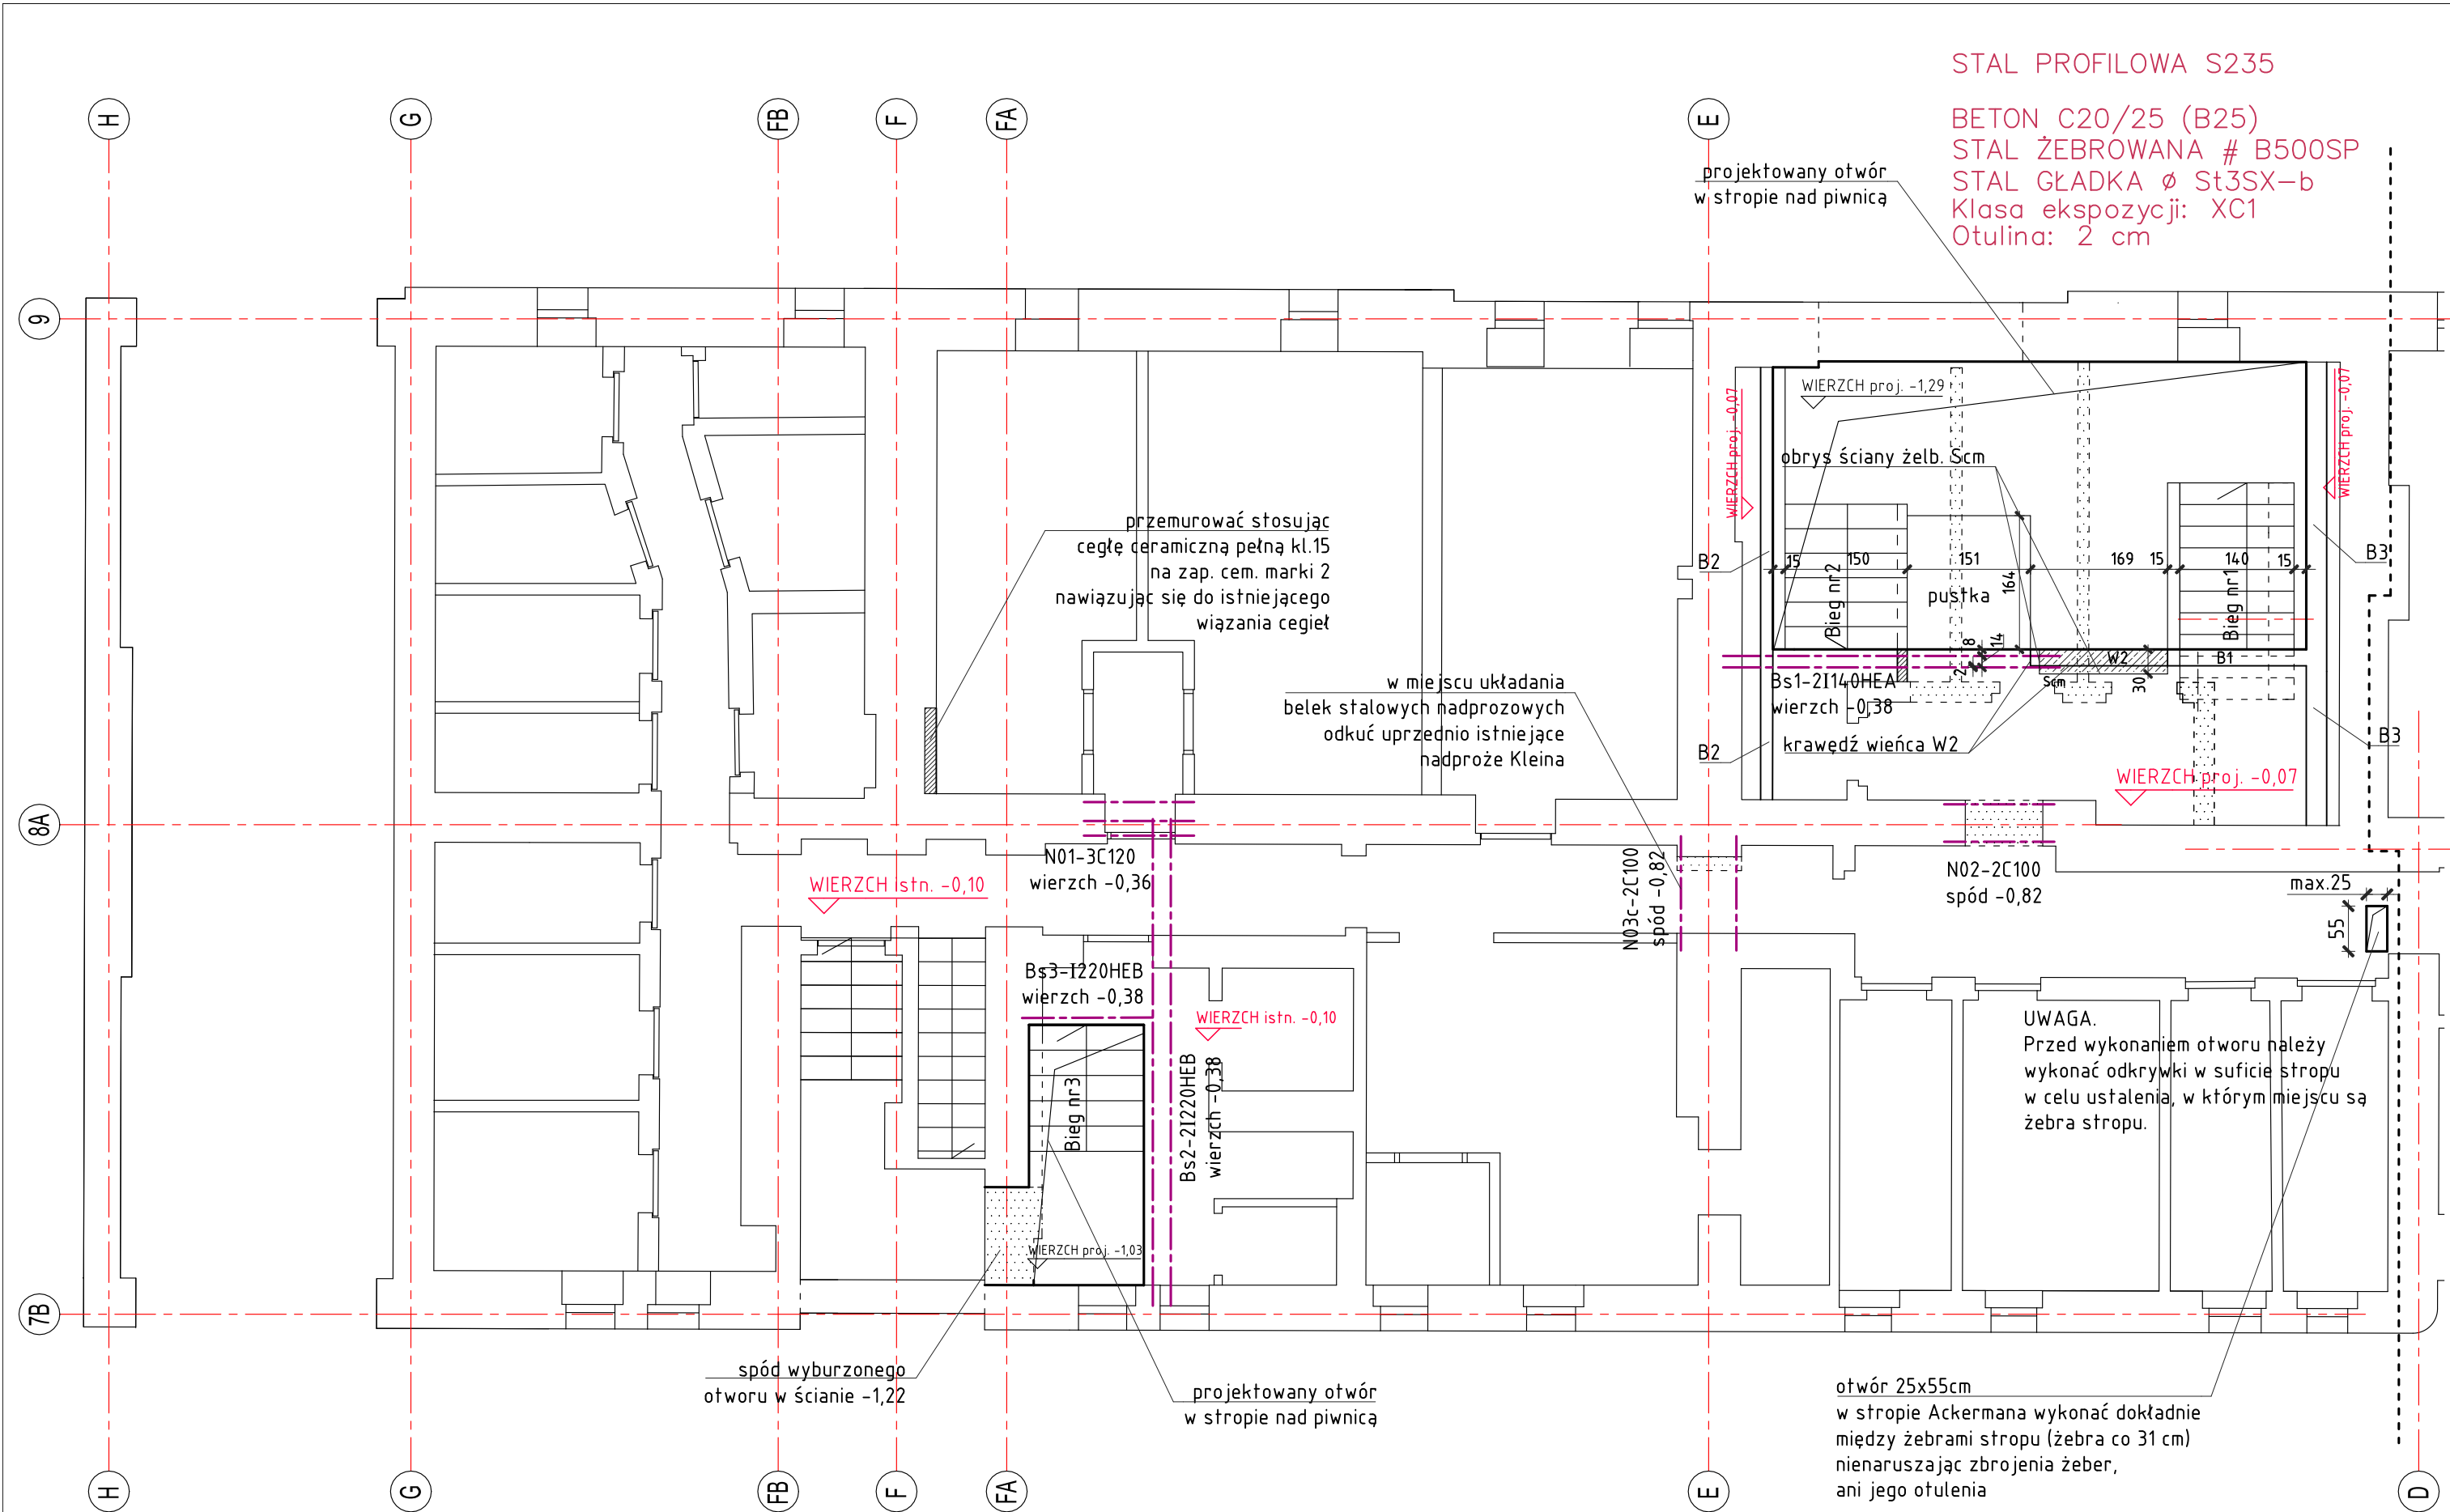 STAL PROFILOWA S235
BETON C20/25 (B25)
STAL ŻEBROWANA # B500SP
STAL GŁADKA ø St3SX-b
Klasa ekspozycji: XC1
Otulina: 2 cm
H
G
FB
F
FA
E
projektowany otwór
w stropie nad piwnicą
9
WIERZCH proj. -1,29
WIERZCH proj. -0,07
WIERZCH proj. -0,07
obrys ściany żelb. Scm
przemurować stosując
cegłę ceramiczną pełną kl.15
na zap. cem. marki 2
nawiązując się do istniejącego
wiązania cegieł
B2
B3
15
150
151
169
15
140
15
164
Bieg nr2
pustka
Bieg nr1
8
14
2
W2
B1
30
Scm
Bs1-2I140HEA
wierzch -0,38
w miejscu układania
belek stalowych nadprozowych
odkuć uprzednio istniejące
nadproże Kleina
krawędź wieńca W2
B2
B3
WIERZCH proj. -0,07
8A
N01-3C120
wierzch -0,36
WIERZCH istn. -0,10
N03c-2C100
spód -0,82
N02-2C100
spód -0,82
max.25
55
Bs3-I220HEB
wierzch -0,38
WIERZCH istn. -0,10
Bieg nr3
Bs2-2I220HEB
wierzch -0,38
UWAGA.
Przed wykonaniem otworu należy
wykonać odkrywki w suficie stropu
w celu ustalenia, w którym miejscu są
żebra stropu.
WIERZCH proj. -1,03
7B
spód wyburzonego
otworu w ścianie -1,22
projektowany otwór
w stropie nad piwnicą
otwór 25x55cm
w stropie Ackermana wykonać dokładnie
między żebrami stropu (żebra co 31 cm)
nienaruszając zbrojenia żeber,
ani jego otulenia
H
G
FB
F
FA
E
D